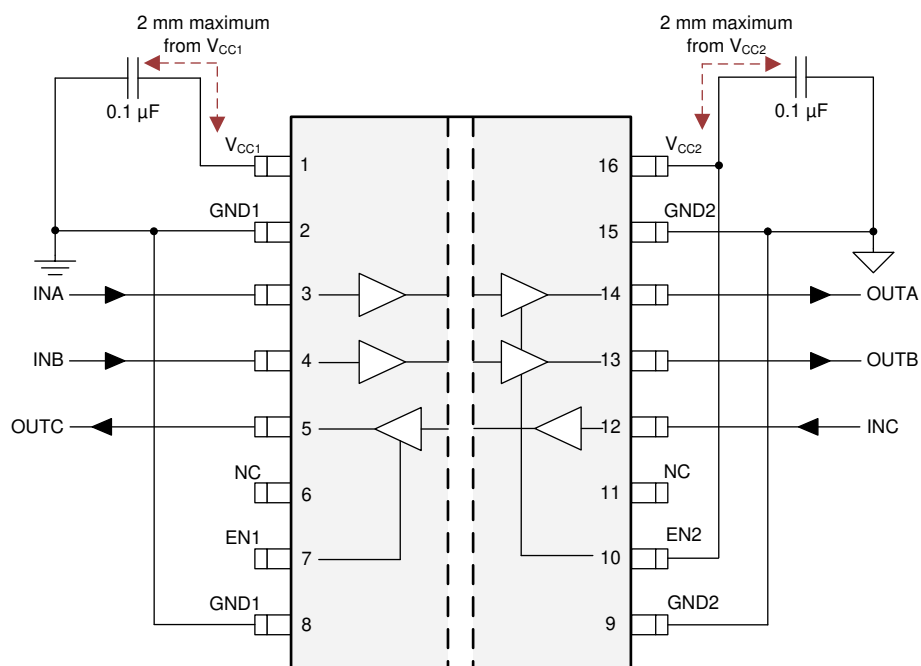 2 mm maximum
from VCC1
2 mm maximum
from VCC2
0.1 µF
0.1 µF
VCC1
1
16
VCC2
GND1
2
15
GND2
INA
3
14
OUTA
INB
4
13
OUTB
OUTC
5
12
INC
NC
6
11
NC
EN1
7
10
EN2
GND1
8
9
GND2